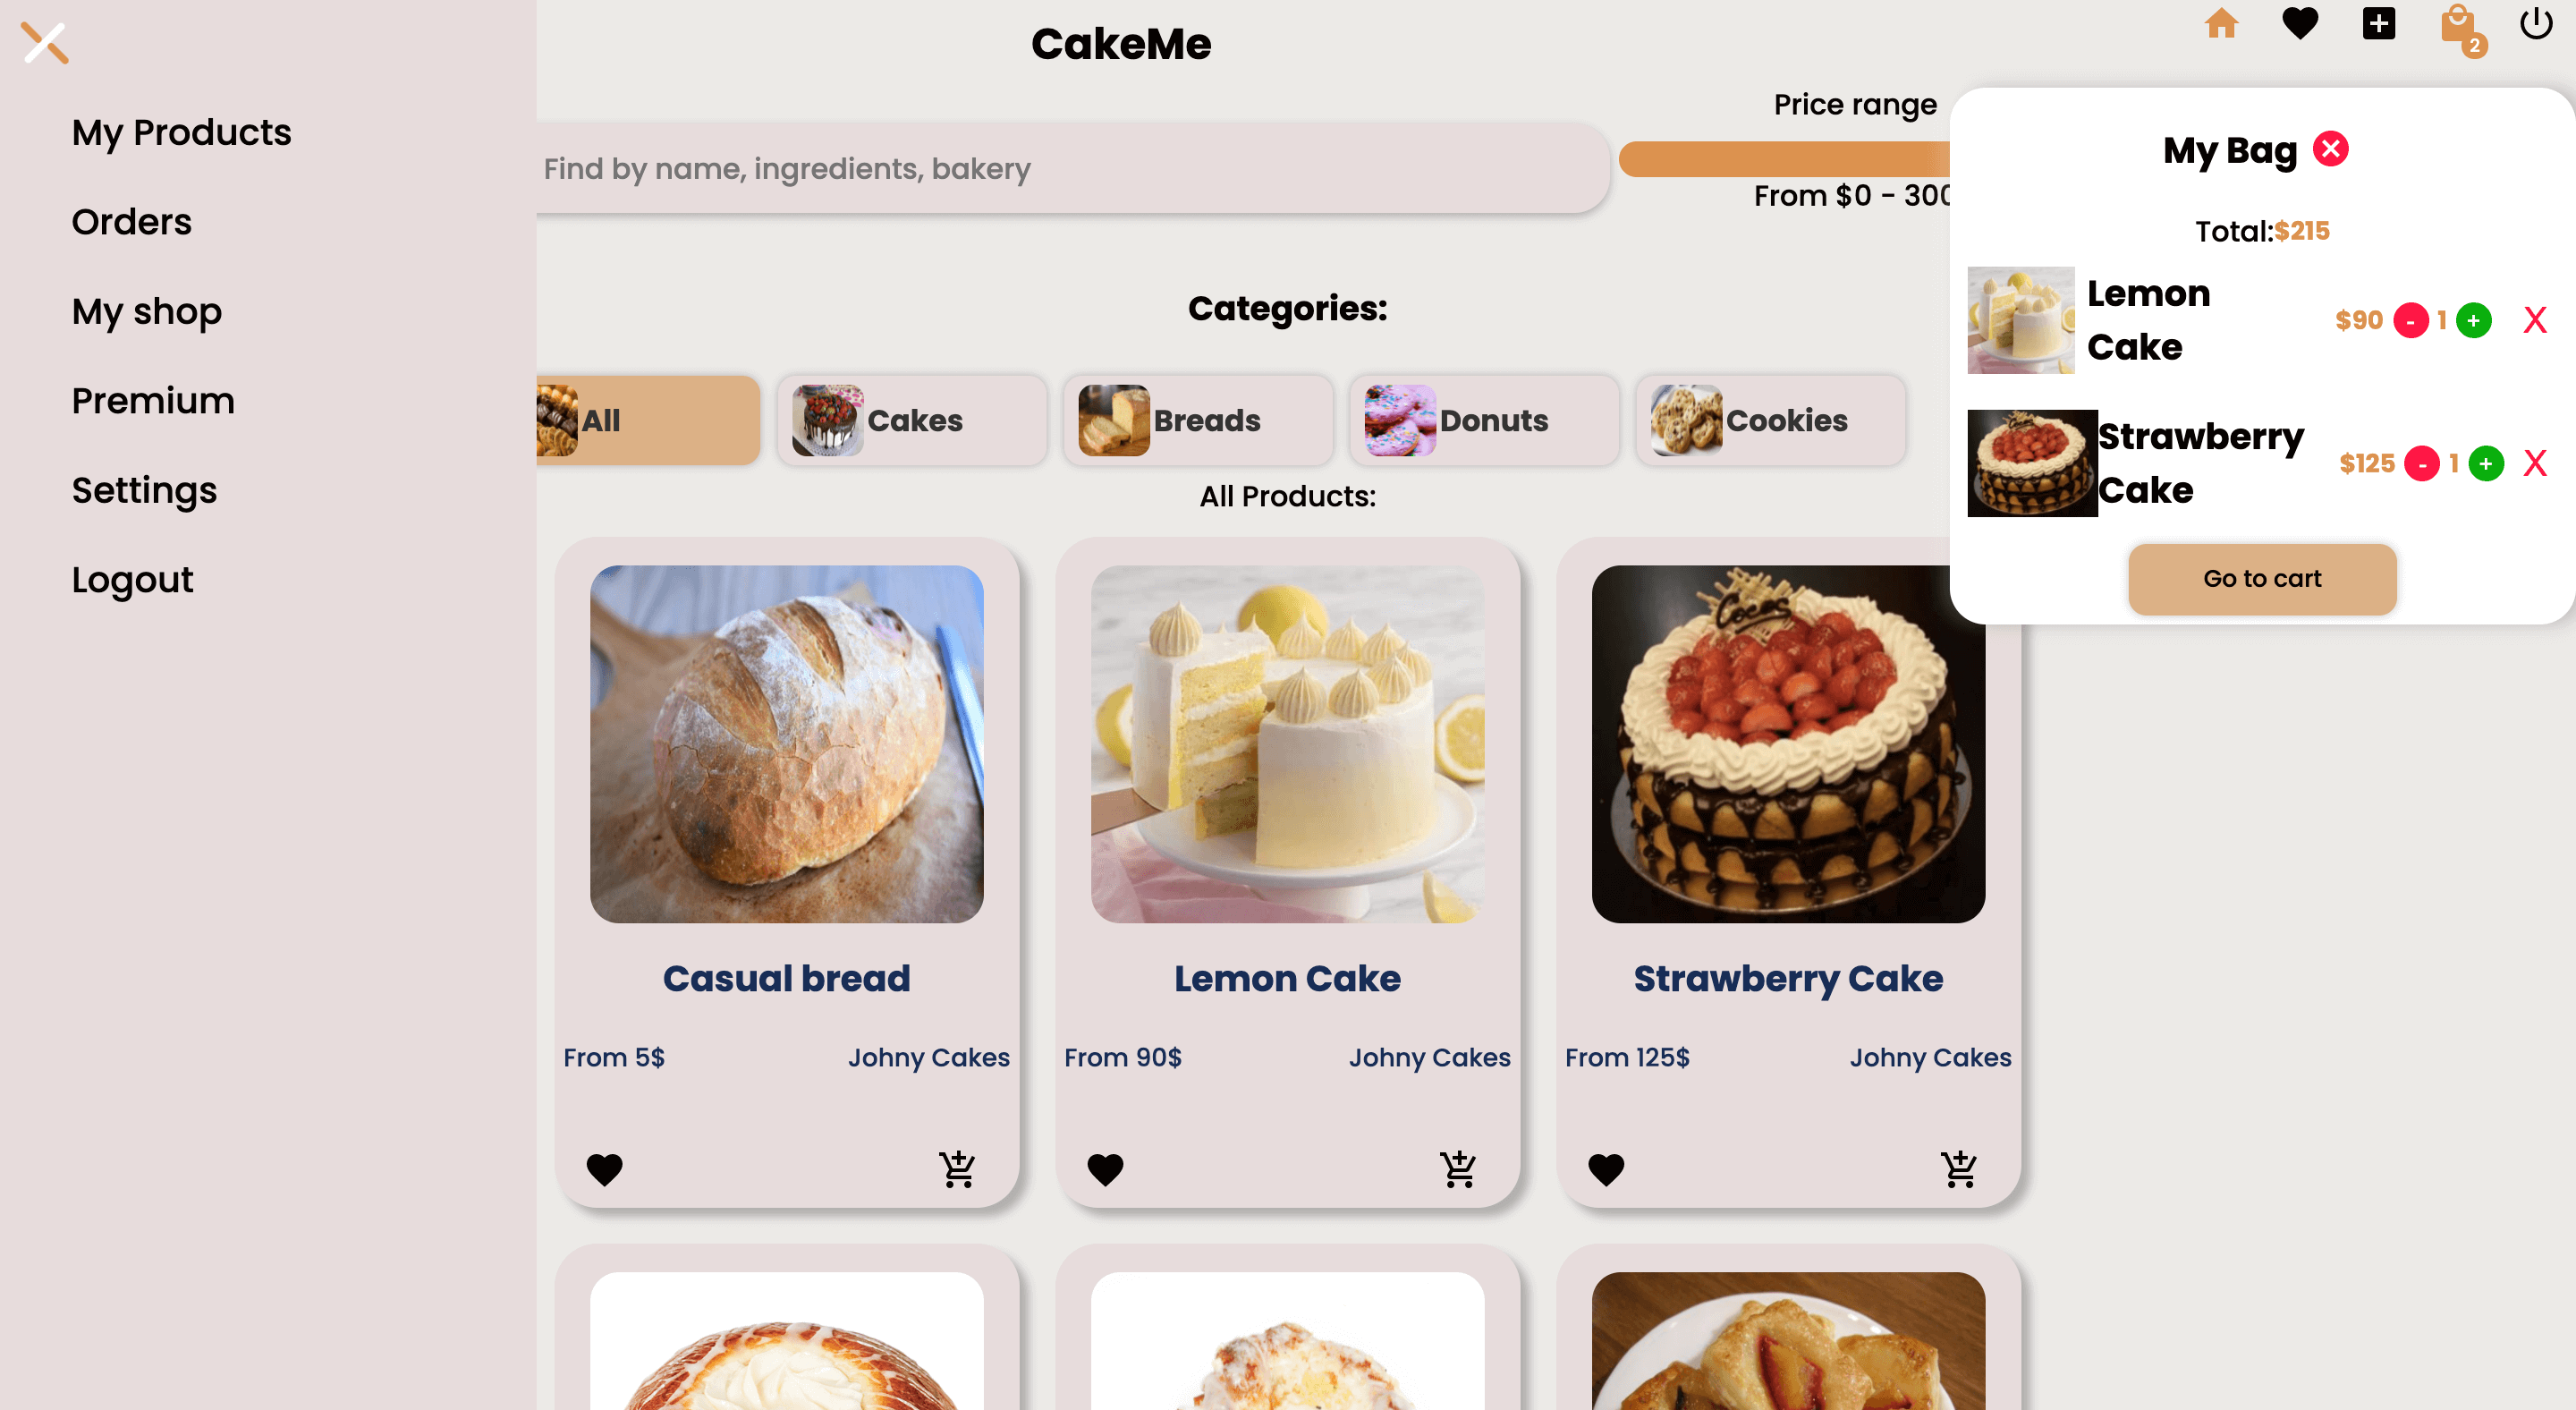 My Products
Orders
My shop
Premium
Settings
Logout
CakeMe
2
Find by name, ingredients, bakery
Price range
From $0 - 300
My Bag
Total:$215
Lemon
Cake
$90 - 1 + X
Strawberry
Cake
$125 - 1 + X
Go to cart
Categories:
All
Cakes
Breads
Donuts
Cookies
All Products:
Cocos
Casual bread
From 5$ Johny Cakes
Lemon Cake
From 90$ Johny Cakes
Strawberry Cake
From 125$ Johny Cakes